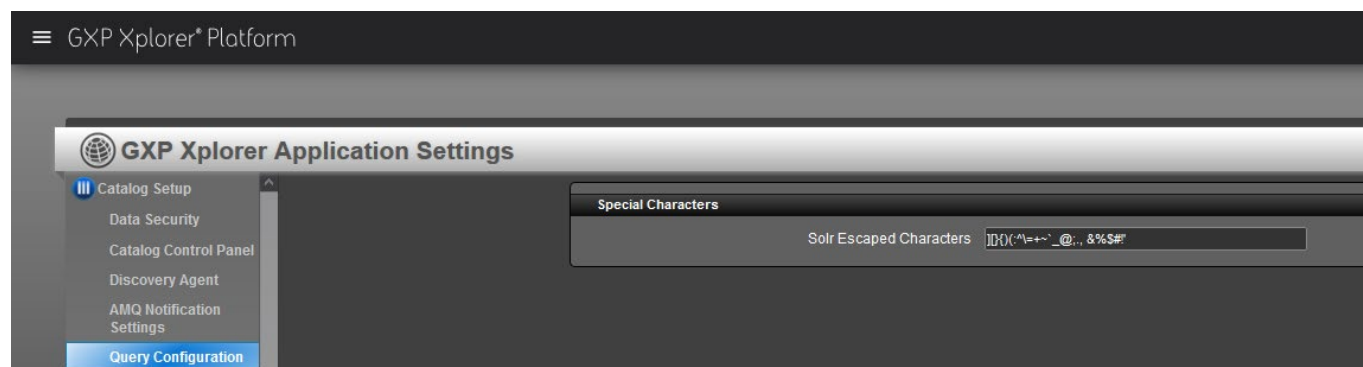 GXP Xplorer® Platform
GXP Xplorer Application Settings
Catalog Setup
Data Security
Catalog Control Panel
Discovery Agent
AMQ Notification
Settings
Query Configuration
Special Characters
Solr Escaped Characters